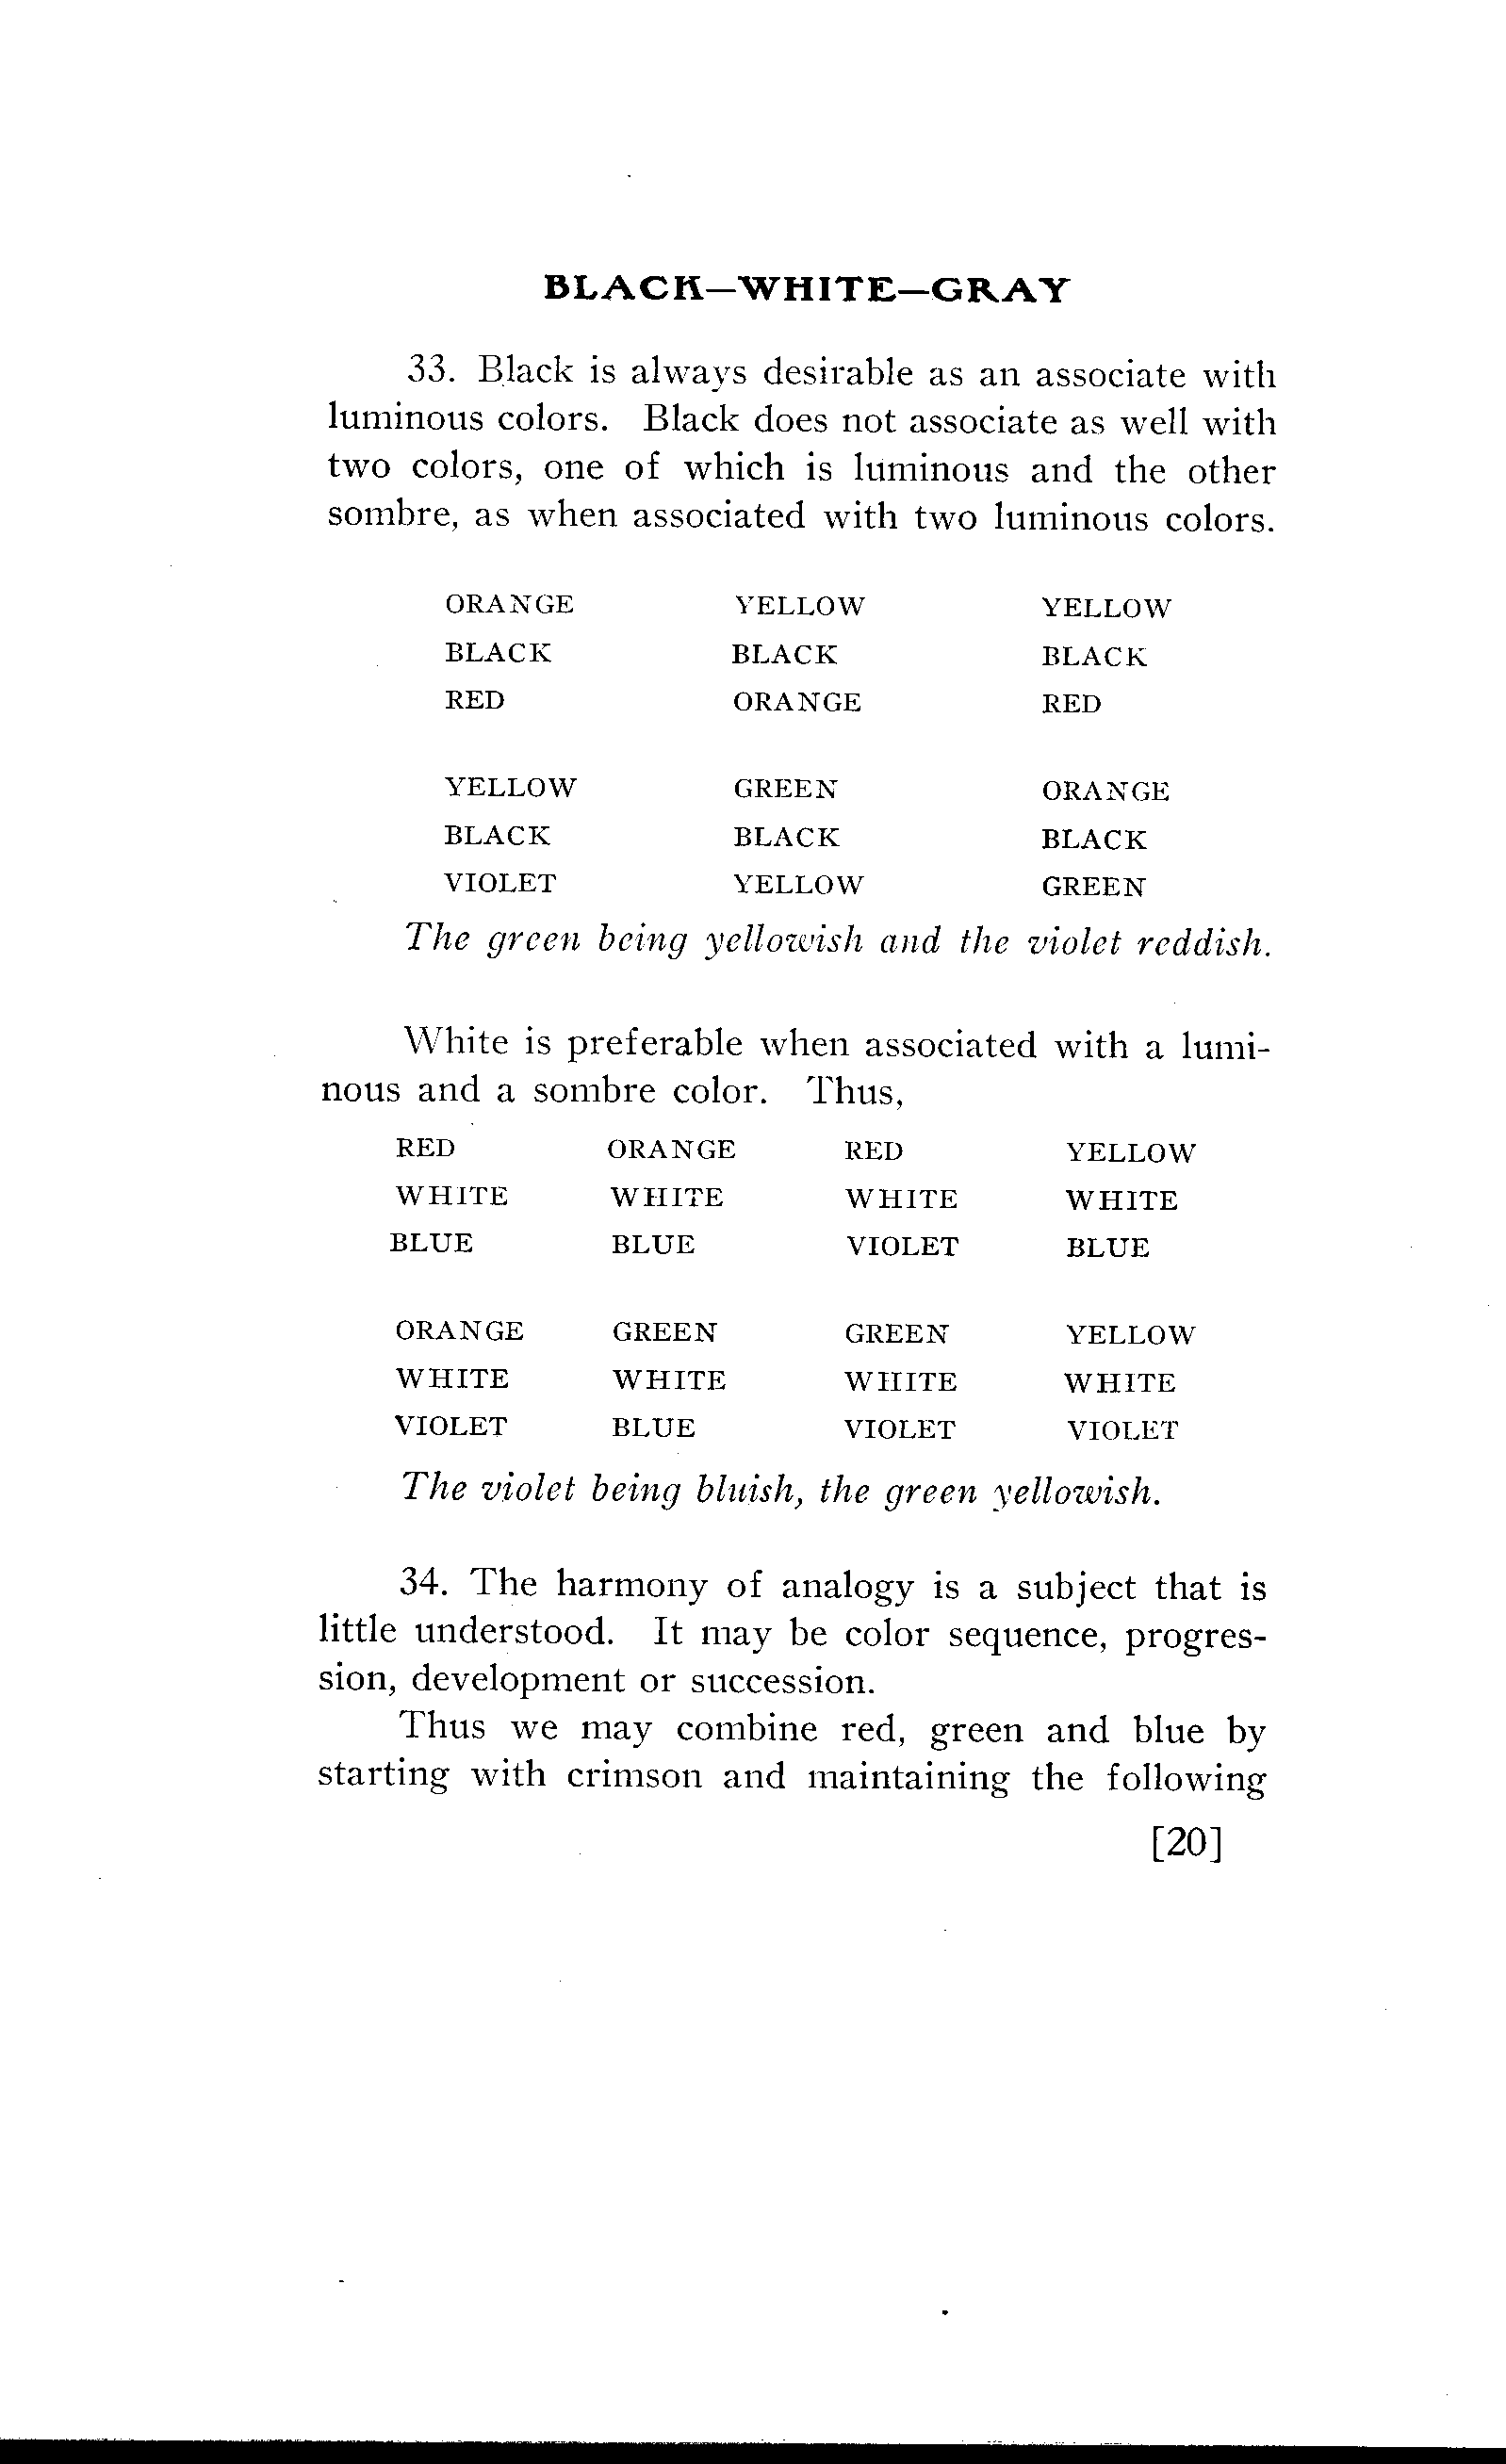 BLACK—WHITE—GRAY
33. Black is always desirable as an associate with
luminous colors. Black does not associate as well with
two colors, one of which is luminous and the other
sombre, as when associated with two luminous colors.
ORANGE YELLOW YELLOW
BLACK BLACK BLACK
RED ORANGE RED
YELLOW GREEN ORANGE
BLACK BLACK BLACK
VIOLET YELLOW GREEN
The green being yellowish and the violet reddish.
White is preferable when associated with a lumi-
nous and a sombre color. Thus,
RED ORANGE RED YELLOW
WHITE WHITE WHITE WHITE
BLUE BLUE VIOLET BLUE
ORANGE GREEN GREEN YELLOW
WHITE WHITE WHITE WHITE
VIOLET BLUE VIOLET VIOLET
The violet being bluish, the green yellowish.
34. The harmony of analogy is a subject that is
little understood. It may be color sequence, progres-
sion, development or succession.
Thus we may combine red, green and blue by
starting with crimson and maintaining the following
[20]